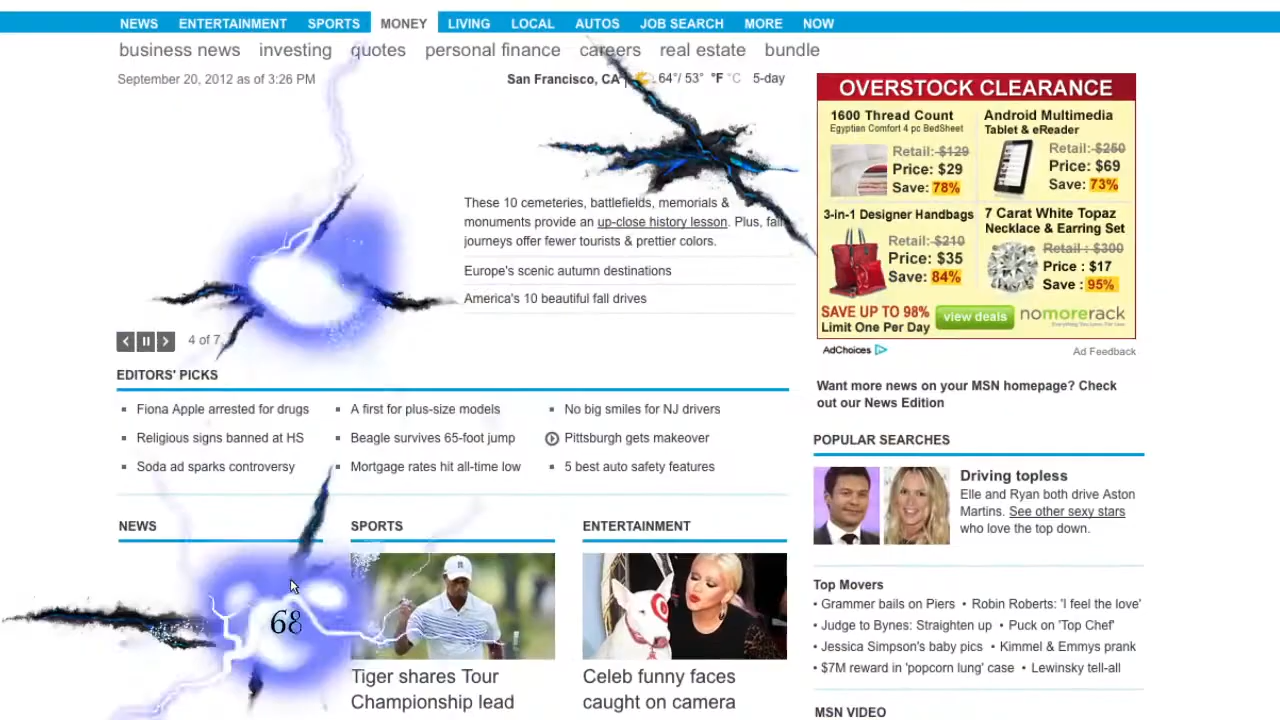 NEWS ENTERTAINMENT SPORTS MONEY LIVING LOCAL AUTOS JOB SEARCH MORE NOW
business news investing quotes personal finance careers real estate bundle
September 20, 2012 as of 3:26 PM
San Francisco, CA | 64°/ 53° °F °C 5-day
These 10 cemeteries, battlefields, memorials &
monuments provide an up-close history lesson. Plus, fall
journeys offer fewer tourists & prettier colors.
Europe's scenic autumn destinations
America's 10 beautiful fall drives
4 of 7
OVERSTOCK CLEARANCE
1600 Thread Count
Egyptian Comfort 4 pc BedSheet
Retail: $129
Price: $29
Save: 78%
Android Multimedia
Tablet & eReader
Retail: $250
Price: $69
Save: 73%
3-in-1 Designer Handbags
Retail: $210
Price: $35
Save: 84%
7 Carat White Topaz
Necklace & Earring Set
Retail : $300
Price : $17
Save : 95%
SAVE UP TO 98%
Limit One Per Day
view deals
nomorerack
AdChoices
Ad Feedback
EDITORS' PICKS
Fiona Apple arrested for drugs
Religious signs banned at HS
Soda ad sparks controversy
A first for plus-size models
Beagle survives 65-foot jump
Mortgage rates hit all-time low
No big smiles for NJ drivers
Pittsburgh gets makeover
5 best auto safety features
Want more news on your MSN homepage? Check
out our News Edition
POPULAR SEARCHES
Driving topless
Elle and Ryan both drive Aston
Martins. See other sexy stars
who love the top down.
NEWS
68
SPORTS
Tiger shares Tour
Championship lead
ENTERTAINMENT
Celeb funny faces
caught on camera
Top Movers
• Grammer bails on Piers • Robin Roberts: 'I feel the love'
• Judge to Bynes: Straighten up • Puck on 'Top Chef'
• Jessica Simpson's baby pics • Kimmel & Emmys prank
• $7M reward in 'popcorn lung' case • Lewinsky tell-all
MSN VIDEO